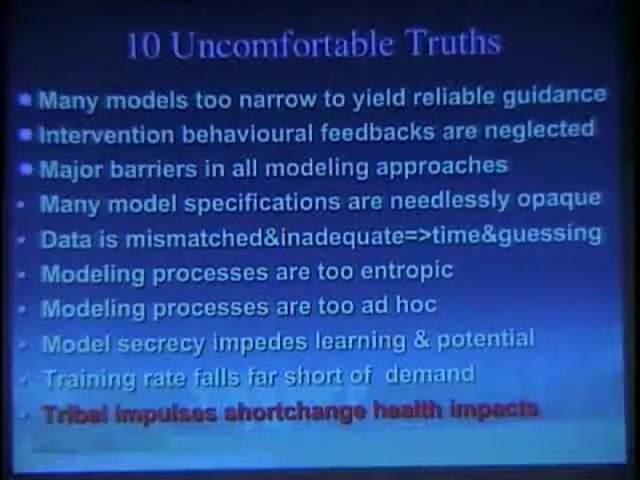 10 Uncomfortable Truths
Many models too narrow to yield reliable guidance
Intervention behavioural feedbacks are neglected
Major barriers in all modeling approaches
Many model specifications are needlessly opaque
Data is mismatched&inadequate=>time&guessing
Modeling processes are too entropic
Modeling processes are too ad hoc
Model secrecy impedes learning & potential
Training rate falls far short of demand
Tribal impulses shortchange health impacts